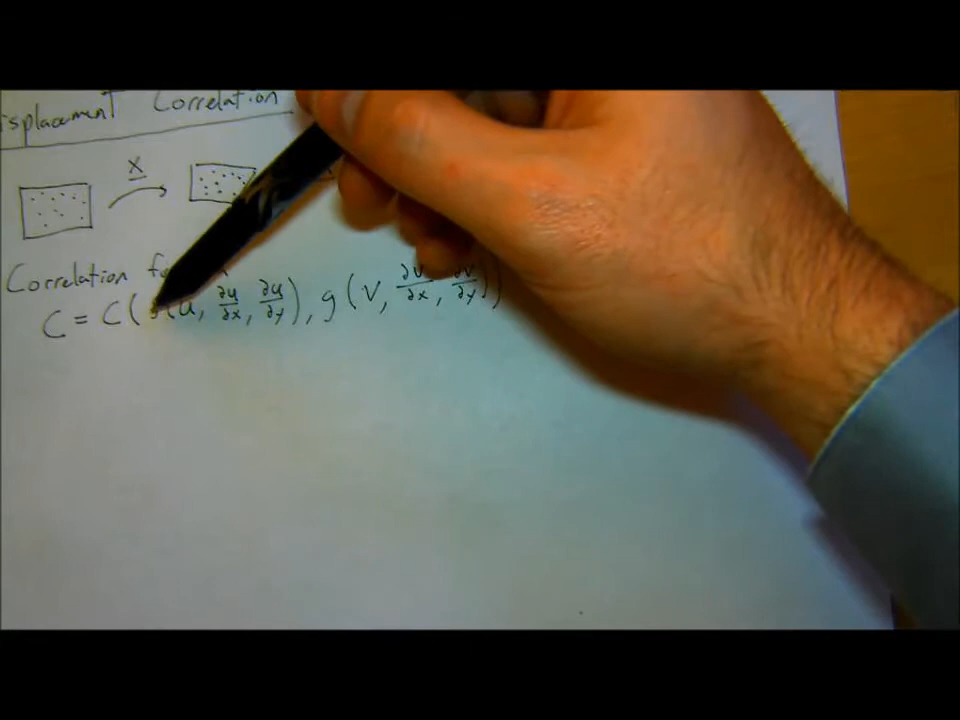 isplacement Correlation
X
Correlation
C = C( (u, ∂u/∂x, ∂u/∂y), g(v, ∂v/∂x, ∂v/∂y))